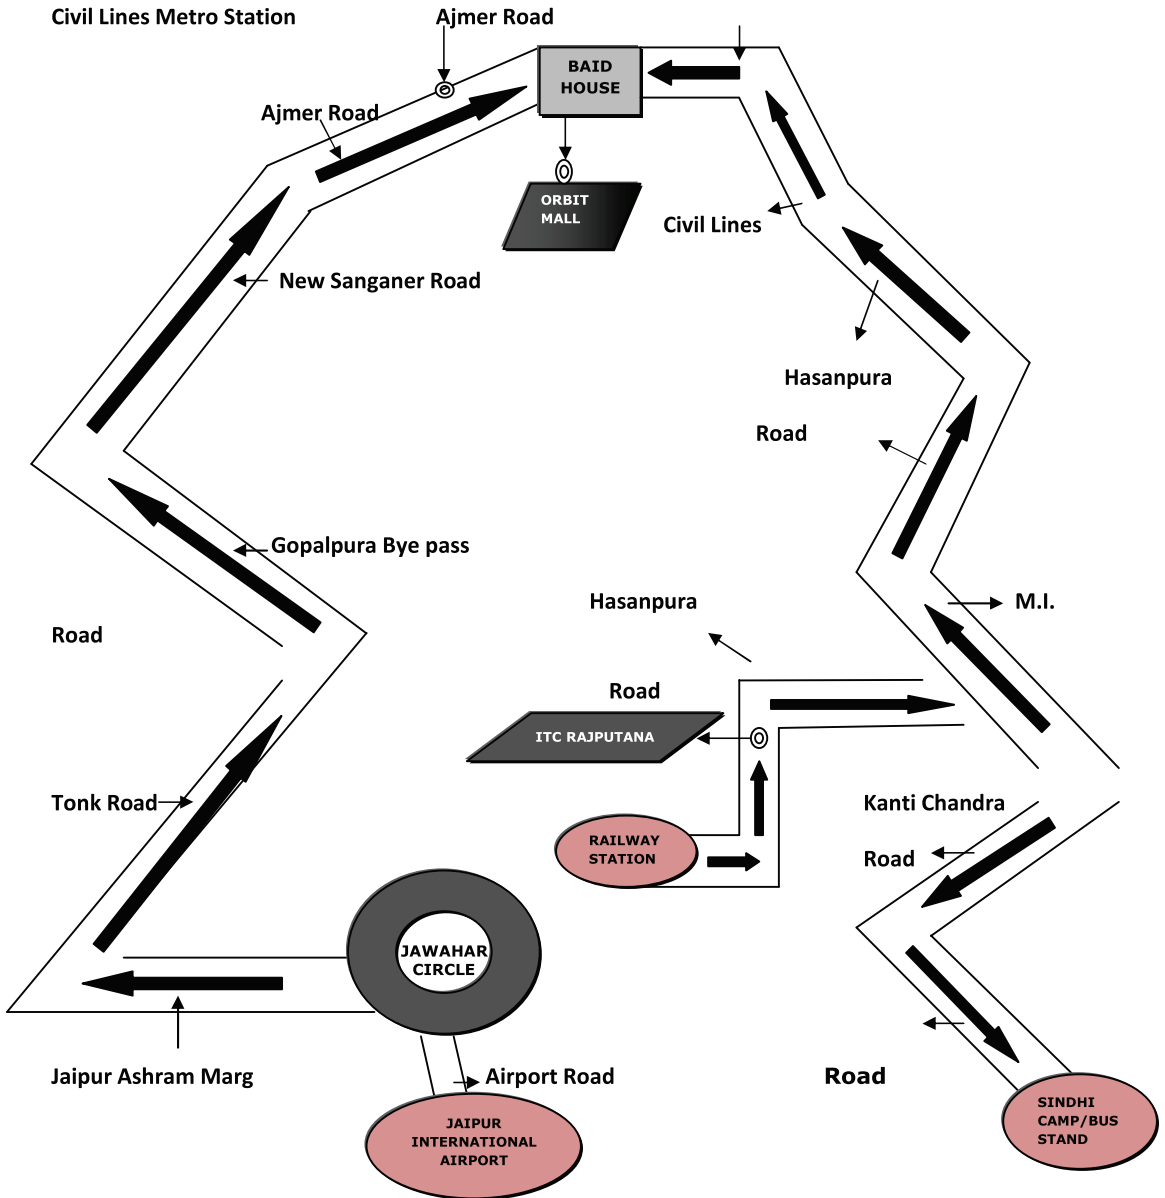 Civil Lines Metro Station
Ajmer Road
BAID
HOUSE
Ajmer Road
ORBIT
MALL
Civil Lines
New Sanganer Road
Hasanpura
Road
Gopalpura Bye pass
Hasanpura
M.I.
Road
Road
ITC RAJPUTANA
Tonk Road
Kanti Chandra
RAILWAY
STATION
Road
JAWAHAR
CIRCLE
Jaipur Ashram Marg
Airport Road
Road
SINDHI
CAMP/BUS
STAND
JAIPUR
INTERNATIONAL
AIRPORT